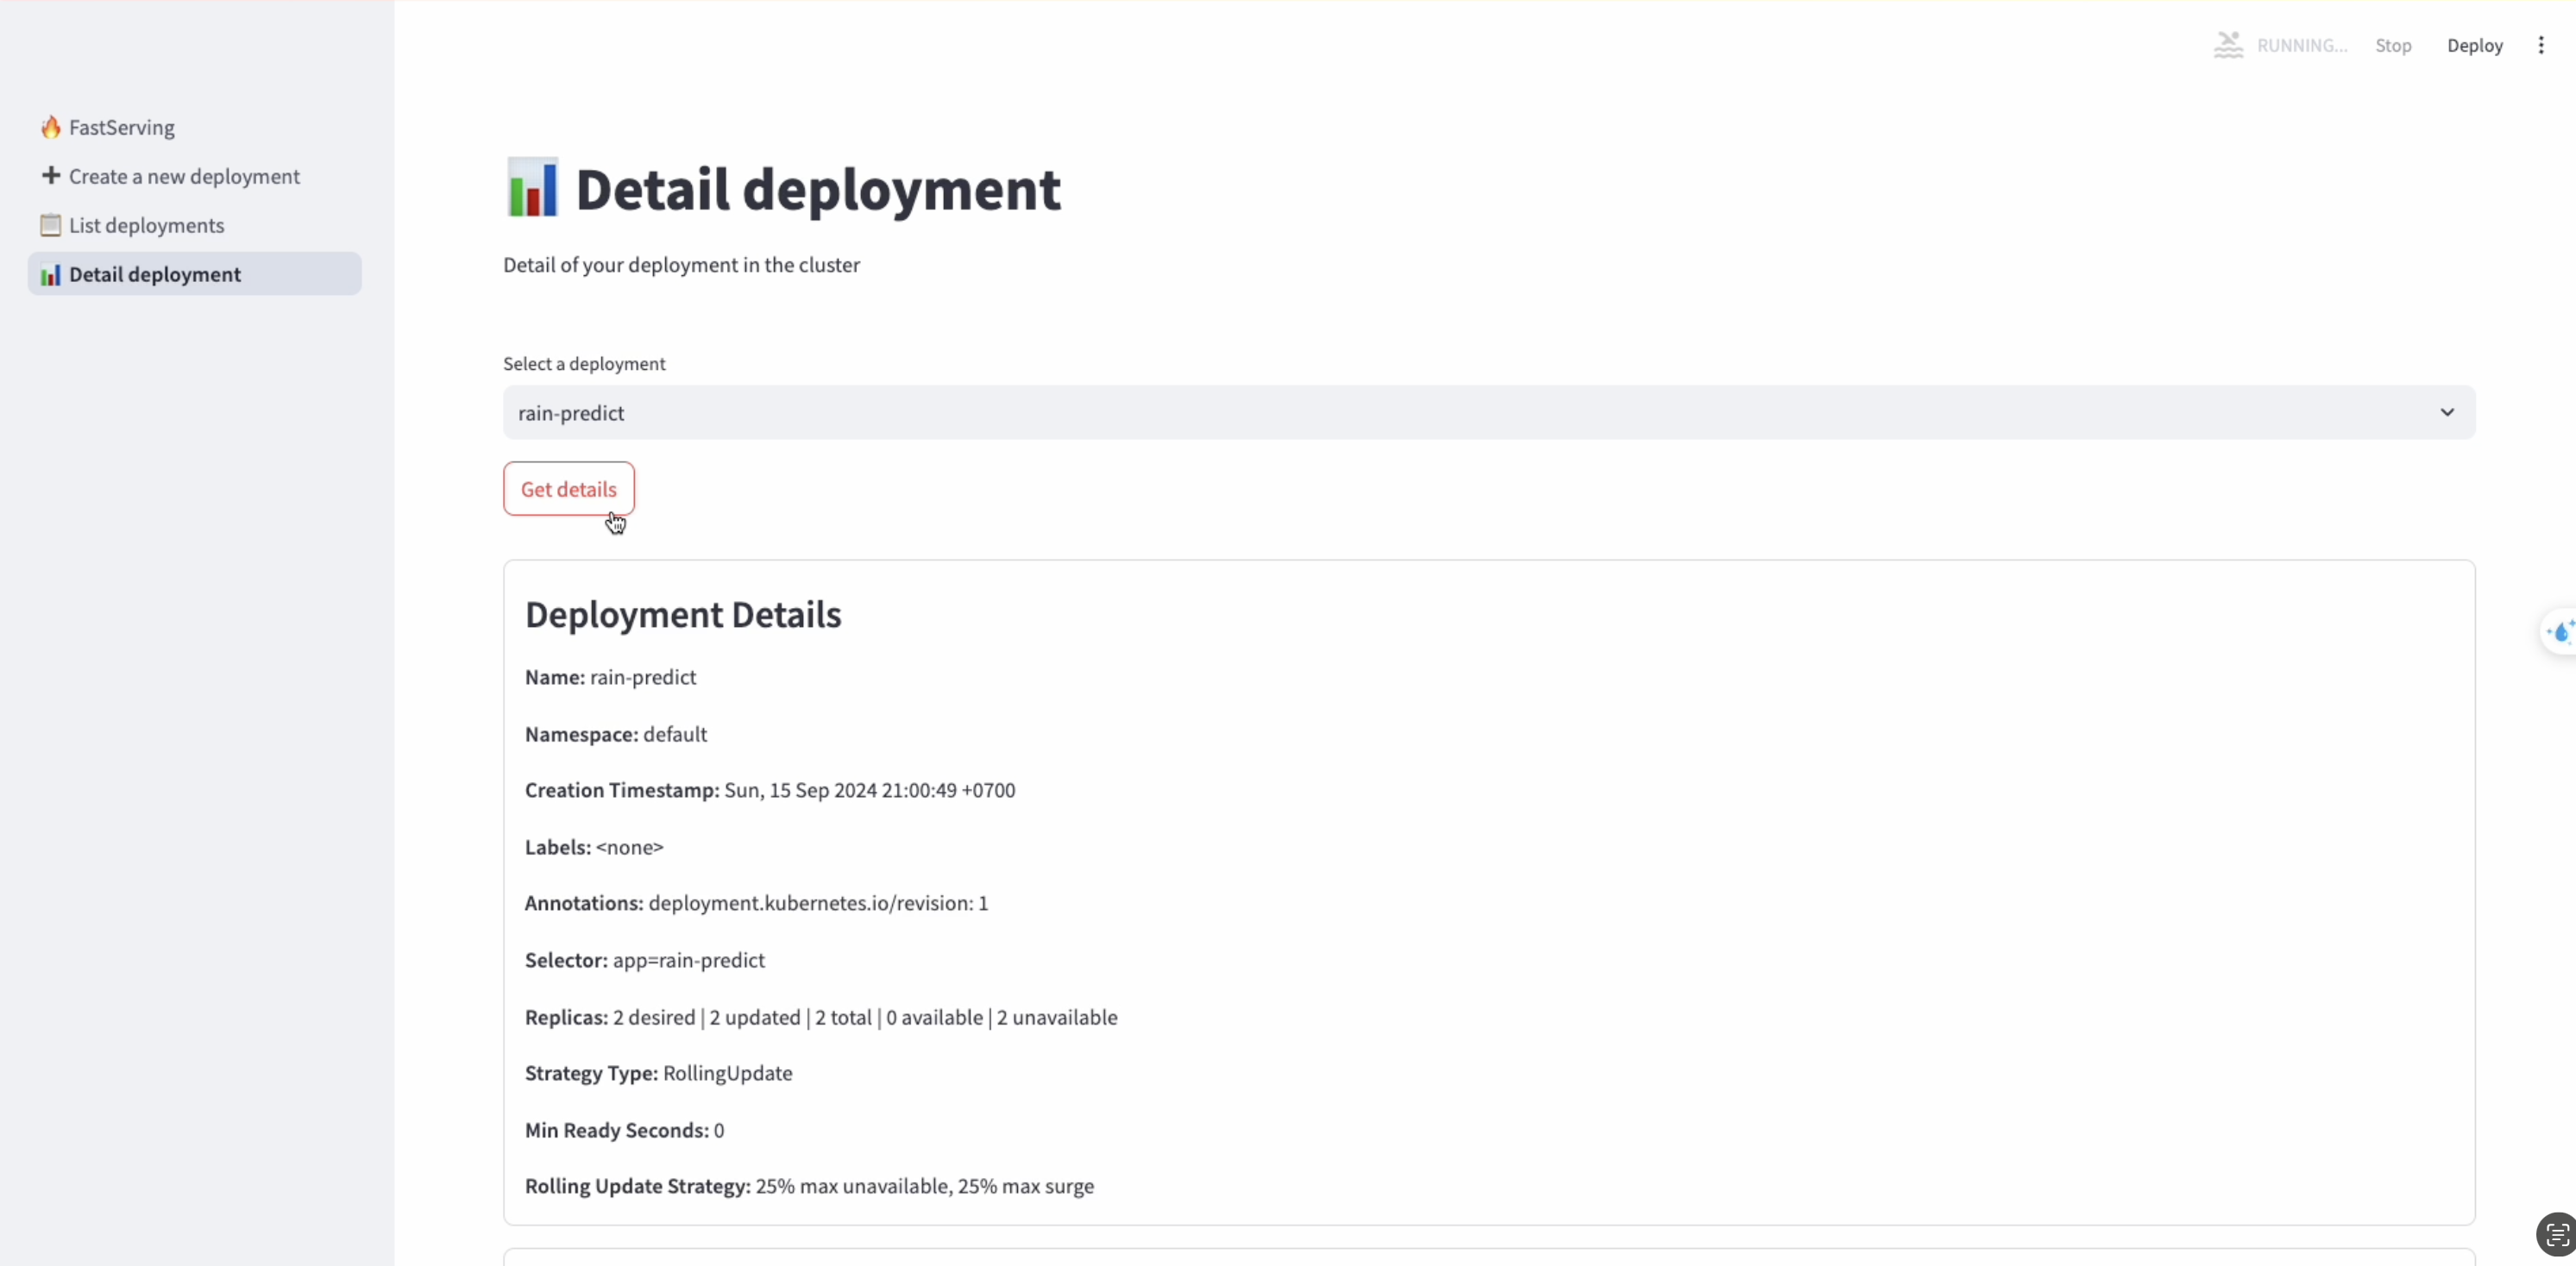 RUNNING... Stop Deploy
FastServing
Create a new deployment
List deployments
Detail deployment
Detail deployment
Detail of your deployment in the cluster
Select a deployment
rain-predict
Get details
Deployment Details
Name: rain-predict
Namespace: default
Creation Timestamp: Sun, 15 Sep 2024 21:00:49 +0700
Labels: <none>
Annotations: deployment.kubernetes.io/revision: 1
Selector: app=rain-predict
Replicas: 2 desired | 2 updated | 2 total | 0 available | 2 unavailable
Strategy Type: RollingUpdate
Min Ready Seconds: 0
Rolling Update Strategy: 25% max unavailable, 25% max surge